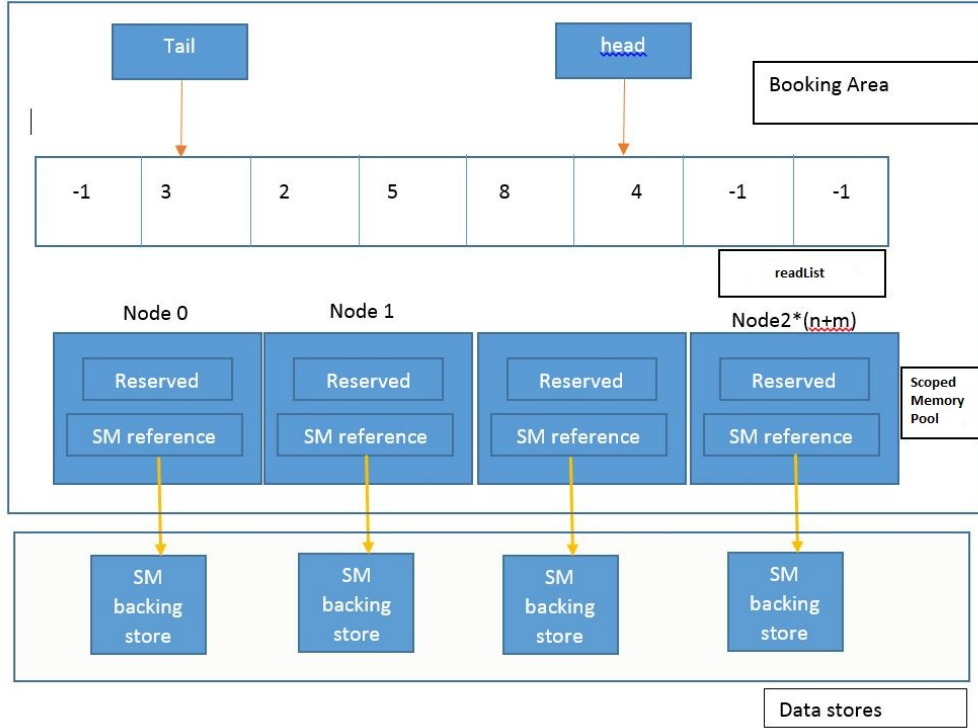 Tail
head
Booking Area
-1 3 2 5 8 4 -1 -1
readList
Node 0
Node 1
Node2*(n+m)
Reserved
Reserved
Reserved
Reserved
SM reference
SM reference
SM reference
SM reference
Scoped
Memory
Pool
SM
backing
store
SM
backing
store
SM
backing
store
SM
backing
store
Data stores